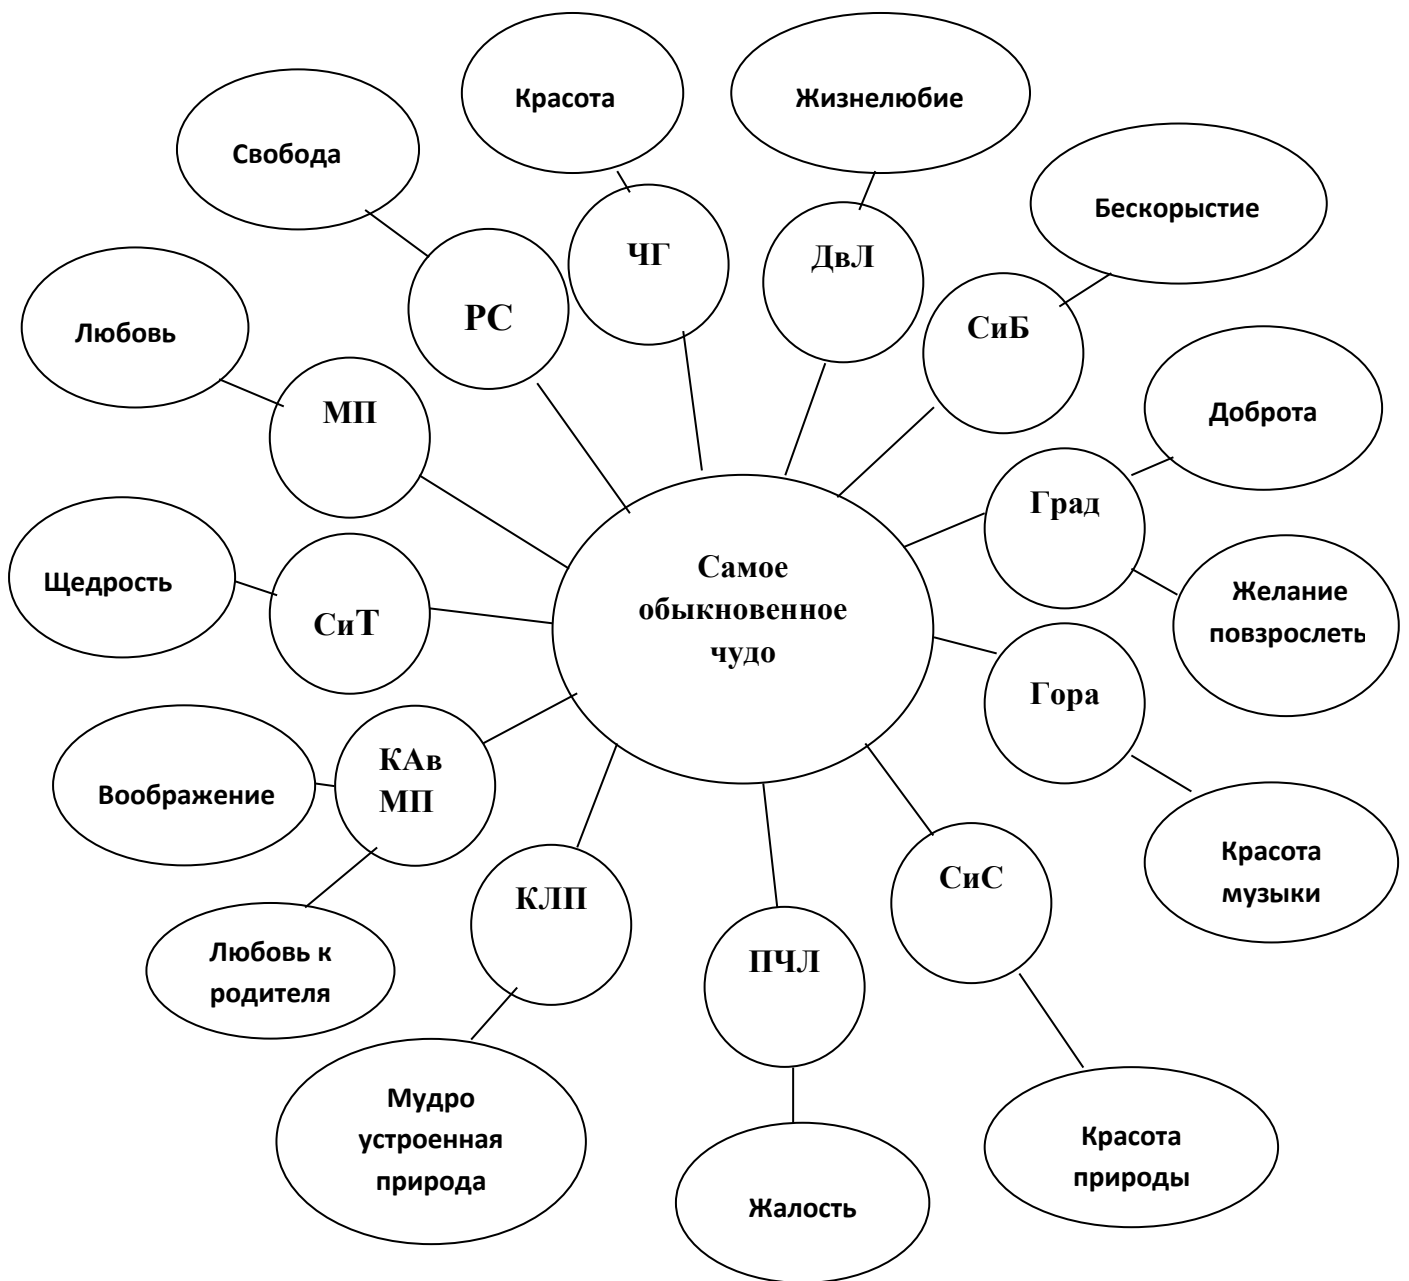 Красота
Жизнелюбие
Свобода
Бескорыстие
ЧГ
ДвЛ
РС
СиБ
Любовь
МП
Доброта
Град
Самое
обыкновенное
чудо
Щедрость
СиТ
Желание
повзрослеть
Гора
КАв
МП
Воображение
Красота
музыки
СиС
КЛП
ПЧЛ
Любовь к
родителя
Мудро
устроенная
природа
Красота
природы
Жалость